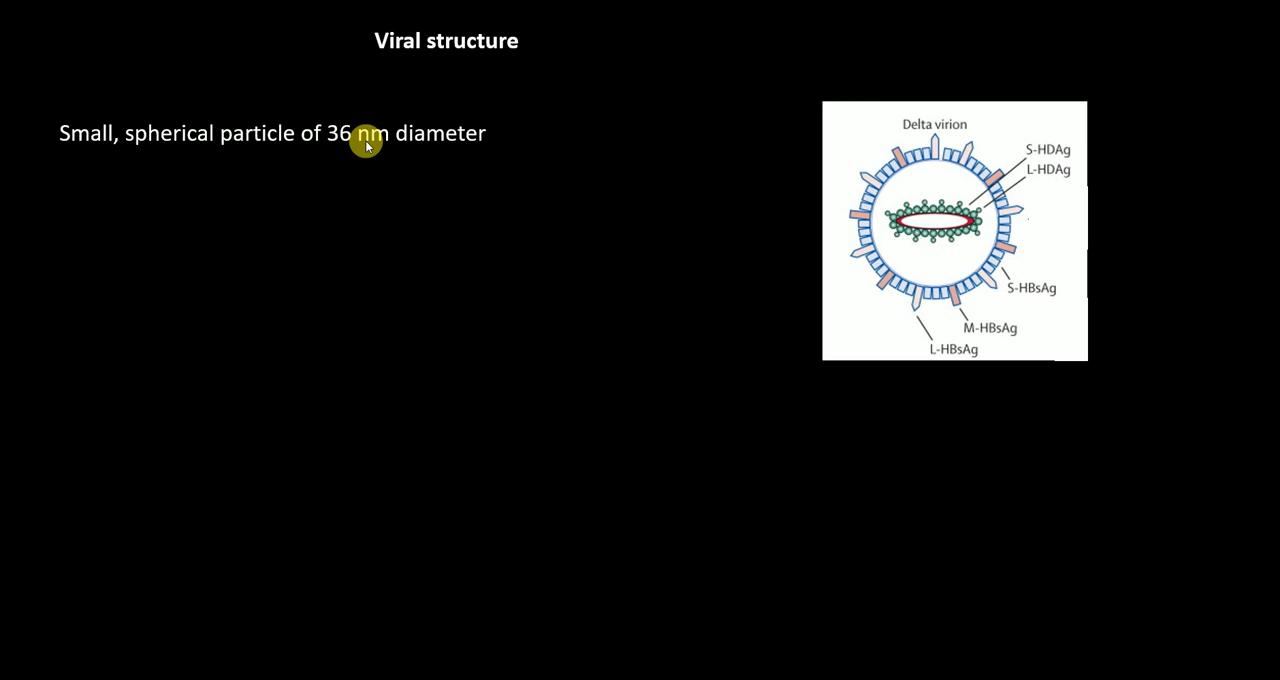 Viral structure
Small, spherical particle of 36 nm diameter
Delta virion
S-HDAg
L-HDAg
S-HBsAg
M-HBsAg
L-HBsAg